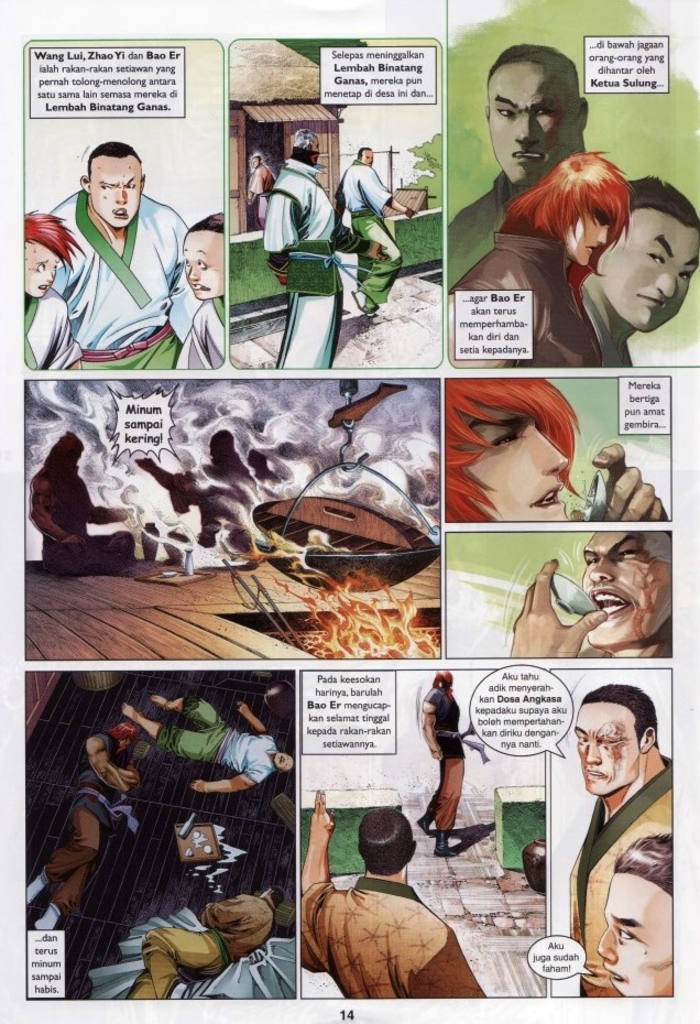 Wang Lui, Zhao Yi dan Bao Er
ialah rakan-rakan setiawan yang
pernah tolong-menolong antara
satu sama lain semasa mereka di
Lembah Binatang Ganas.
Selepas meninggalkan
Lembah Binatang
Ganas, mereka pun
menetap di desa ini dan...
...di bawah jagaan
orang-orang yang
dihantar oleh
Ketua Sulung...
...agar Bao Er
akan terus
memperhamba-
kan diri dan
setia kepadanya.
Minum
sampai
kering!
Mereka
bertiga
pun amat
gembira...
...dan
terus
minum
sampai
habis.
Pada keesokan
harinya, barulah
Bao Er mengucap-
kan selamat tinggal
kepada rakan-rakan
setiawannya.
Aku tahu
adik menyerah-
kan Dosa Angkasa
kepadaku supaya aku
boleh mempertahan-
kan diriku dengan-
nya nanti.
Aku
juga sudah
faham!
14